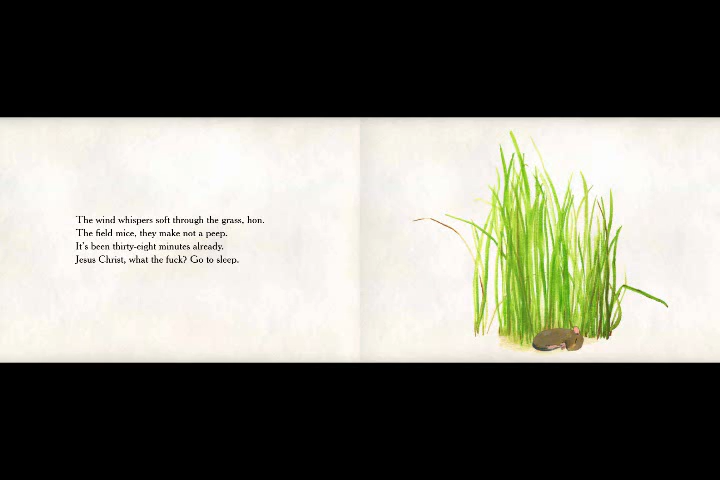 The wind whispers soft through the grass, hon.
The field mice, they make not a peep.
It's been thirty-eight minutes already.
Jesus Christ, what the fuck? Go to sleep.